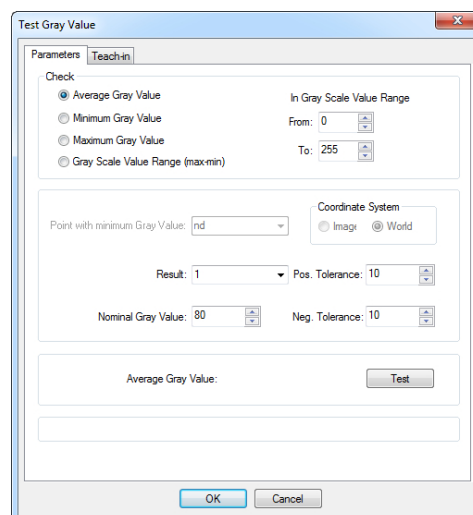 Test Gray Value
Parameters Teach-in
Check
Average Gray Value
Minimum Gray Value
Maximum Gray Value
Gray Scale Value Range (max-min)
In Gray Scale Value Range
From: 0
To: 255
Point with minimum Gray Value: nd
Coordinate System
Image World
Result: 1 Pos. Tolerance: 10
Nominal Gray Value: 80 Neg. Tolerance: 10
Average Gray Value: Test
OK Cancel